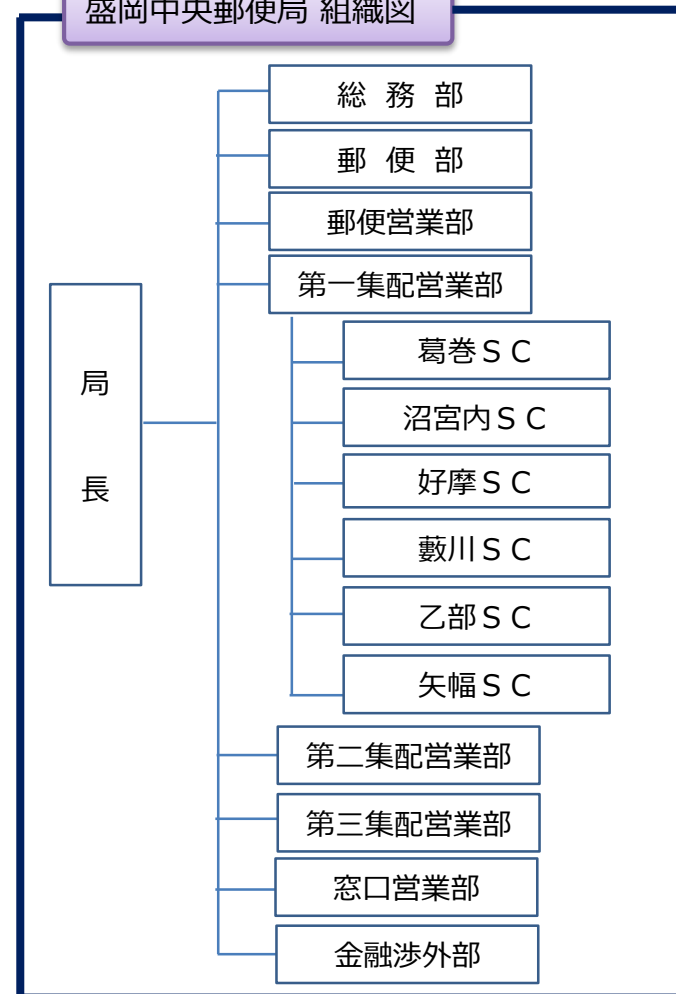 盛岡中央郵便局 組織図
総 務 部
郵 便 部
郵便営業部
第一集配営業部
葛巻ＳＣ
沼宮内ＳＣ
好摩ＳＣ
藪川ＳＣ
乙部ＳＣ
矢幅ＳＣ
局
長
第二集配営業部
第三集配営業部
窓口営業部
金融渉外部